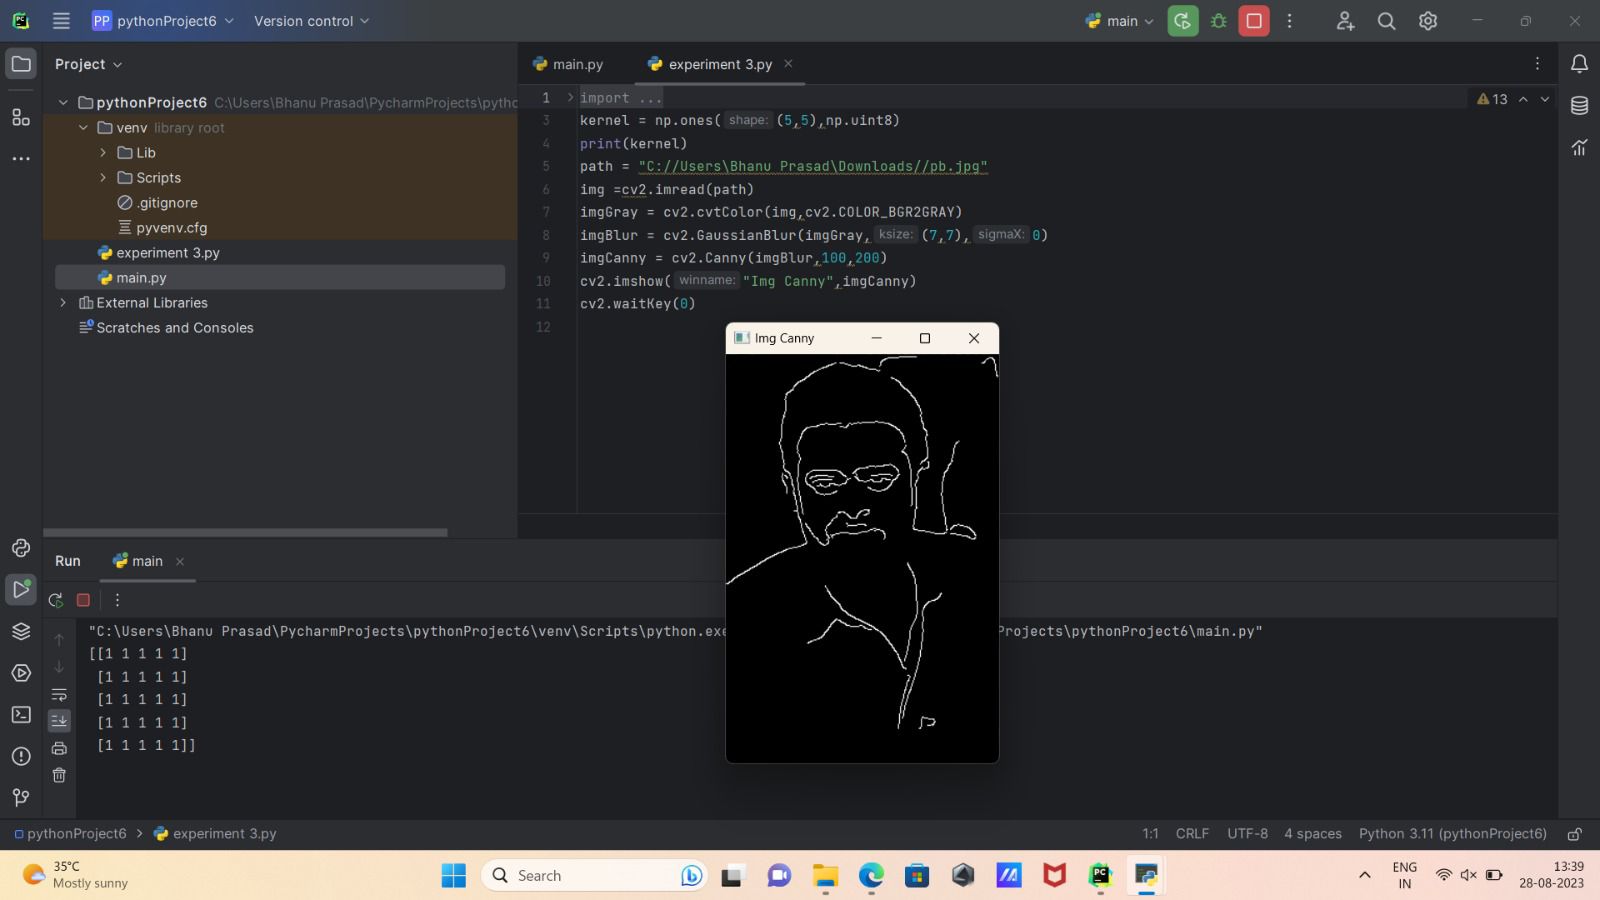 PP pythonProject6 Version control main
Project main.py experiment 3.py
pythonProject6 C:\Users\Bhanu Prasad\PycharmProjects\pytho
venv library root
Lib
Scripts
.gitignore
pyvenv.cfg
experiment 3.py
main.py
External Libraries
Scratches and Consoles
1 import ... 13
3 kernel = np.ones( shape: (5,5),np.uint8)
4 print(kernel)
5 path = "C://Users\Bhanu Prasad\Downloads//pb.jpg"
6 img =cv2.imread(path)
7 imgGray = cv2.cvtColor(img,cv2.COLOR_BGR2GRAY)
8 imgBlur = cv2.GaussianBlur(imgGray, ksize: (7,7), sigmaX: 0)
9 imgCanny = cv2.Canny(imgBlur,100,200)
10 cv2.imshow( winname: "Img Canny",imgCanny)
11 cv2.waitKey(0)
12
Img Canny
Run main
"C:\Users\Bhanu Prasad\PycharmProjects\pythonProject6\venv\Scripts\python.exe rojects\pythonProject6\main.py"
[[1 1 1 1 1]
[1 1 1 1 1]
[1 1 1 1 1]
[1 1 1 1 1]
[1 1 1 1 1]]
pythonProject6 > experiment 3.py 1:1 CRLF UTF-8 4 spaces Python 3.11 (pythonProject6)
35°C
Mostly sunny
Search
ENG
IN
13:39
28-08-2023